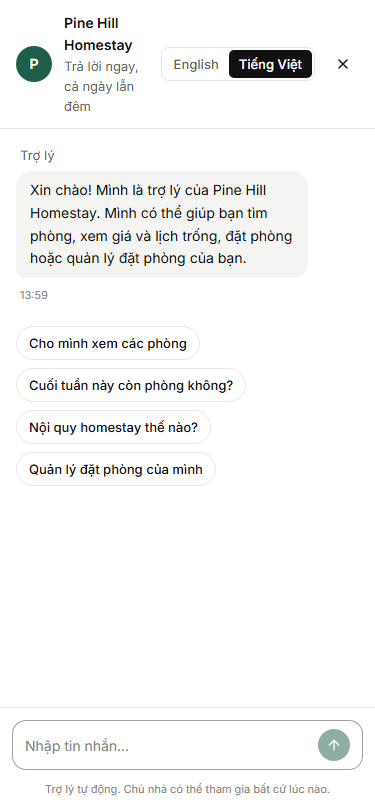 P
Pine Hill
Homestay
Trả lời ngay,
cả ngày lẫn
đêm
English
Tiếng Việt
Trợ lý
Xin chào! Mình là trợ lý của Pine Hill
Homestay. Mình có thể giúp bạn tìm
phòng, xem giá và lịch trống, đặt phòng
hoặc quản lý đặt phòng của bạn.
13:59
Cho mình xem các phòng
Cuối tuần này còn phòng không?
Nội quy homestay thế nào?
Quản lý đặt phòng của mình
Nhập tin nhắn...
Trợ lý tự động. Chủ nhà có thể tham gia bất cứ lúc nào.